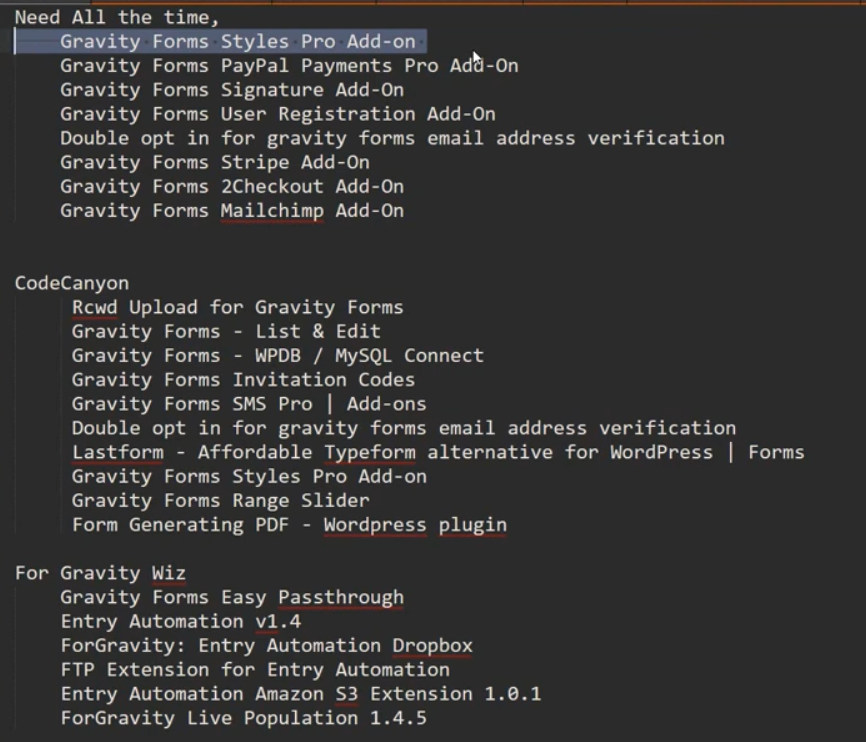 Need All the time,
Gravity Forms Styles Pro Add-on
Gravity Forms PayPal Payments Pro Add-On
Gravity Forms Signature Add-On
Gravity Forms User Registration Add-On
Double opt in for gravity forms email address verification
Gravity Forms Stripe Add-On
Gravity Forms 2Checkout Add-On
Gravity Forms Mailchimp Add-On
CodeCanyon
Rcwd Upload for Gravity Forms
Gravity Forms - List & Edit
Gravity Forms - WPDB / MySQL Connect
Gravity Forms Invitation Codes
Gravity Forms SMS Pro | Add-ons
Double opt in for gravity forms email address verification
Lastform - Affordable Typeform alternative for WordPress | Forms
Gravity Forms Styles Pro Add-on
Gravity Forms Range Slider
Form Generating PDF - Wordpress plugin
For Gravity Wiz
Gravity Forms Easy Passthrough
Entry Automation v1.4
ForGravity: Entry Automation Dropbox
FTP Extension for Entry Automation
Entry Automation Amazon S3 Extension 1.0.1
ForGravity Live Population 1.4.5